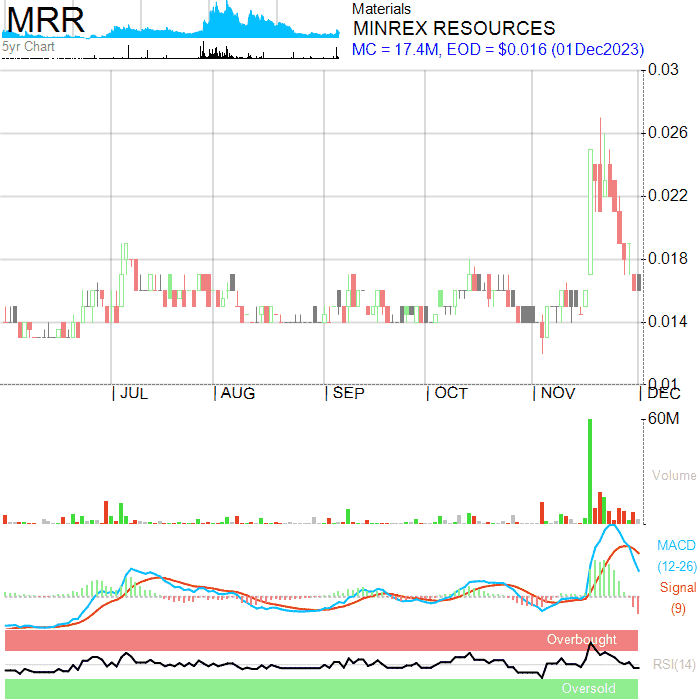 MRR
Materials
MINREX RESOURCES
5yr Chart
MC = 17.4M, EOD = $0.016 (01Dec2023)
0.03
0.026
0.022
0.018
0.014
0.01
JUL AUG SEP OCT NOV DEC
60M
Volume
MACD
(12-26)
Signal
(9)
Overbought
RSI(14)
Oversold